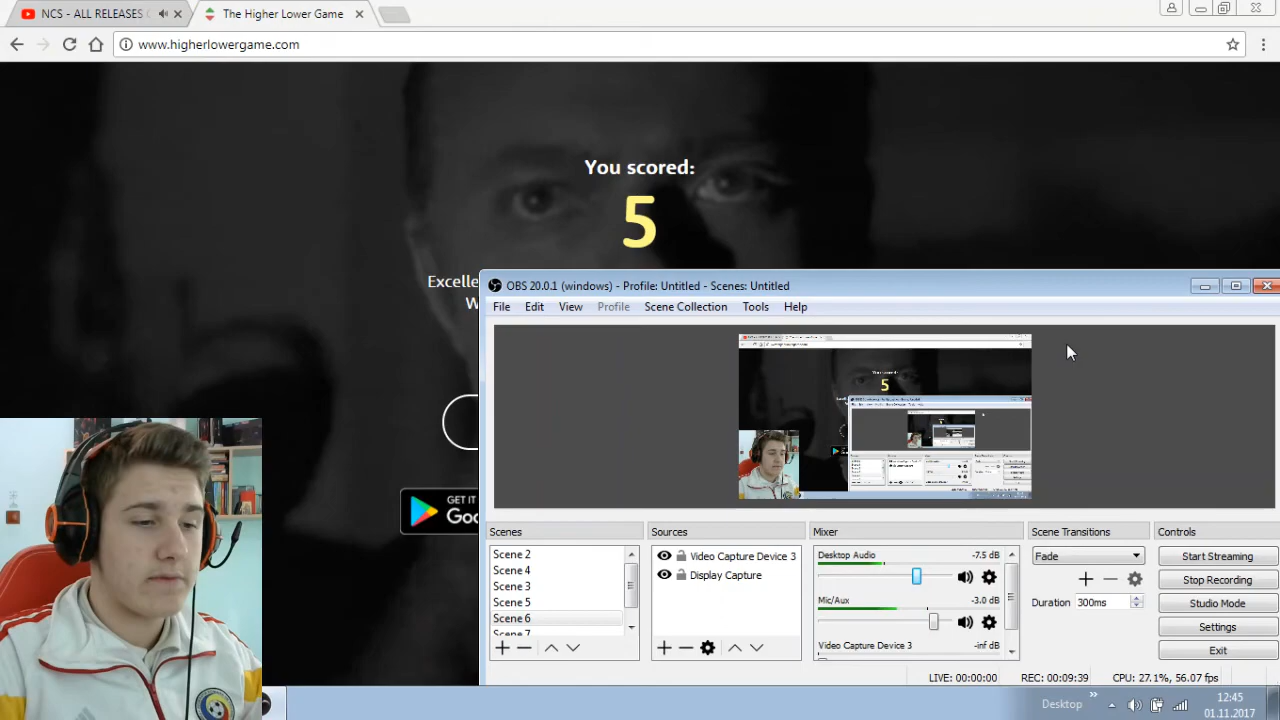 NCS - ALL RELEASES
The Higher Lower Game
www.higherlowergame.com
You scored:
5
Excelle
W
GET IT
Goo
OBS 20.0.1 (windows) - Profile: Untitled - Scenes: Untitled
File Edit View Profile Scene Collection Tools Help
You scored:
5
Scenes Sources Mixer Scene Transitions Controls
Scene 2
Scene 4
Scene 3
Scene 5
Scene 6
Scene 7
Video Capture Device 3
Display Capture
Desktop Audio -7.5 dB
Mic/Aux -3.0 dB
Video Capture Device 3 -inf dB
Fade
Duration 300ms
Start Streaming
Stop Recording
Studio Mode
Settings
Exit
LIVE: 00:00:00 REC: 00:09:39 CPU: 27.1%, 56.07 fps
Desktop
12:45
01.11.2017